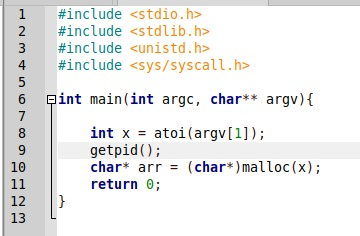 1 #include <stdio.h>
2 #include <stdlib.h>
3 #include <unistd.h>
4 #include <sys/syscall.h>
5
6 int main(int argc, char** argv){
7
8     int x = atoi(argv[1]);
9     getpid();
10     char* arr = (char*)malloc(x);
11     return 0;
12 }
13